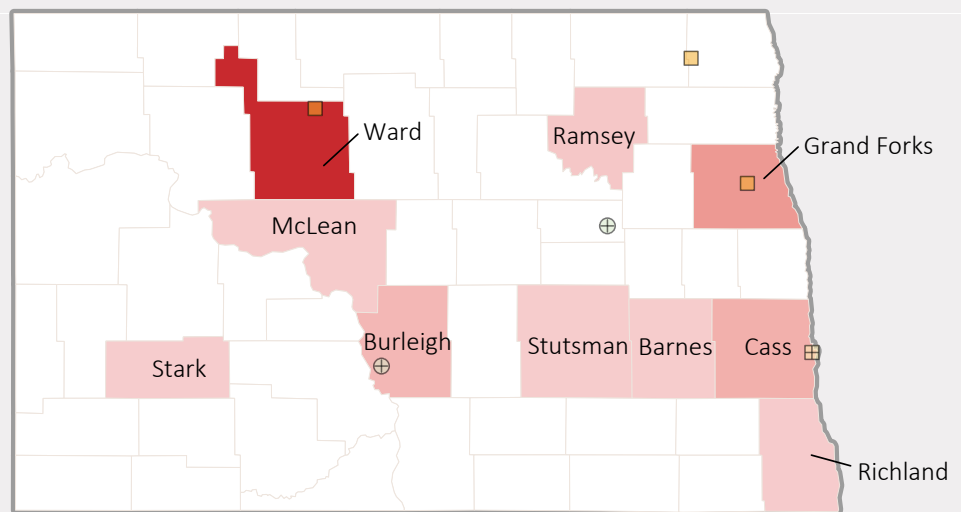 Ward
Ramsey
Grand Forks
McLean
Burleigh
Stutsman
Barnes
Cass
Stark
Richland